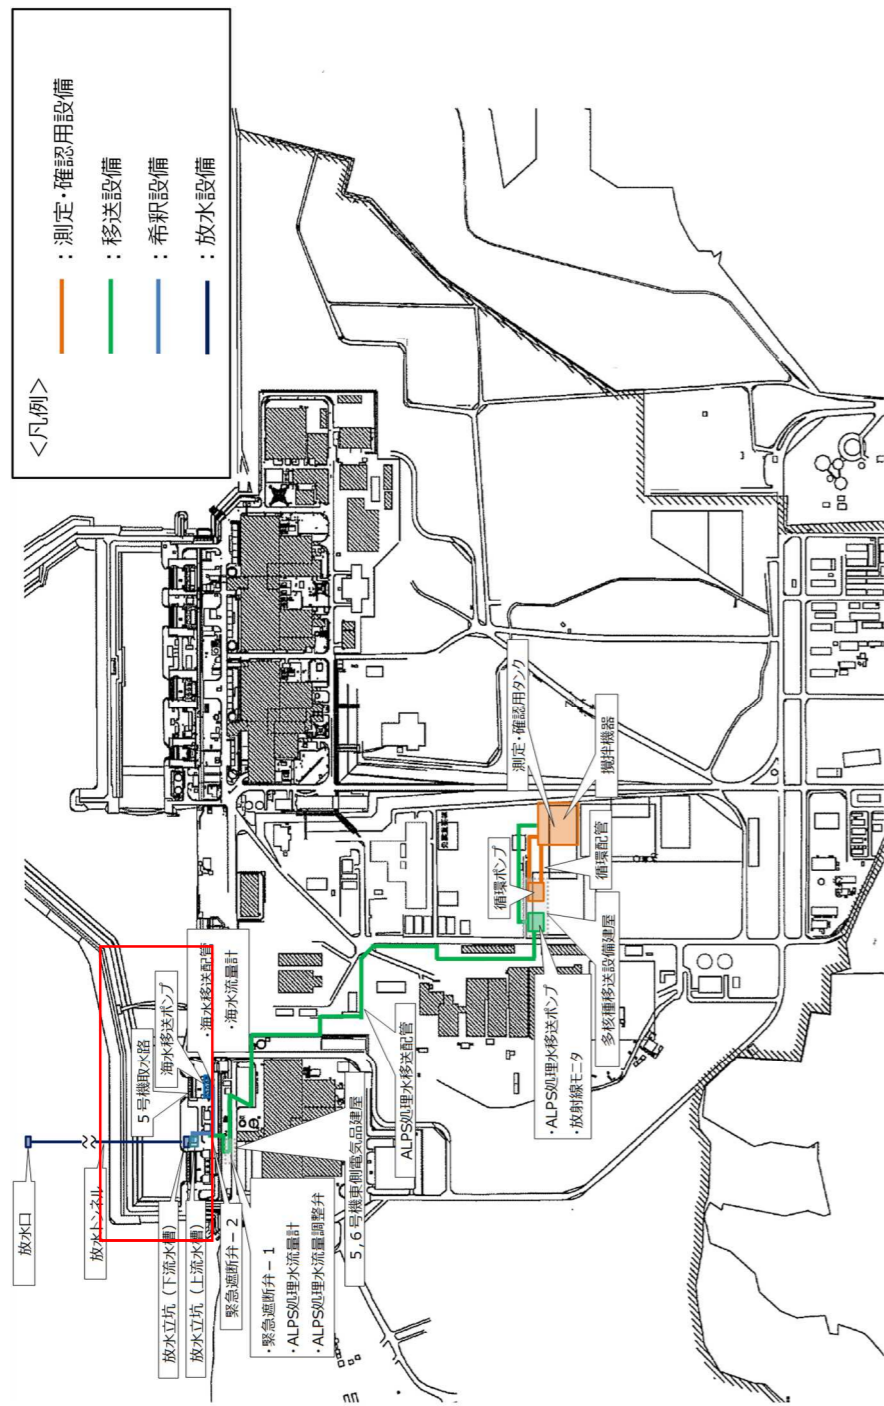 <凡例>
：測定・確認用設備
：移送設備
：希釈設備
：放水設備
放水口
放水トンネル
放水立坑（下流水槽）
放水立坑（上流水槽）
緊急遮断弁－2
・緊急遮断弁－1
・ALPS処理水流量計
・ALPS処理水流量調整弁
5,6号機東側電気品建屋
5号機取水路
海水移送ポンプ
・海水移送配管
・海水流量計
ALPS処理水移送配管
・ALPS処理水移送ポンプ
・放射線モニタ
多核種移送設備建屋
循環ポンプ
循環配管
測定・確認用タンク
攪拌機器